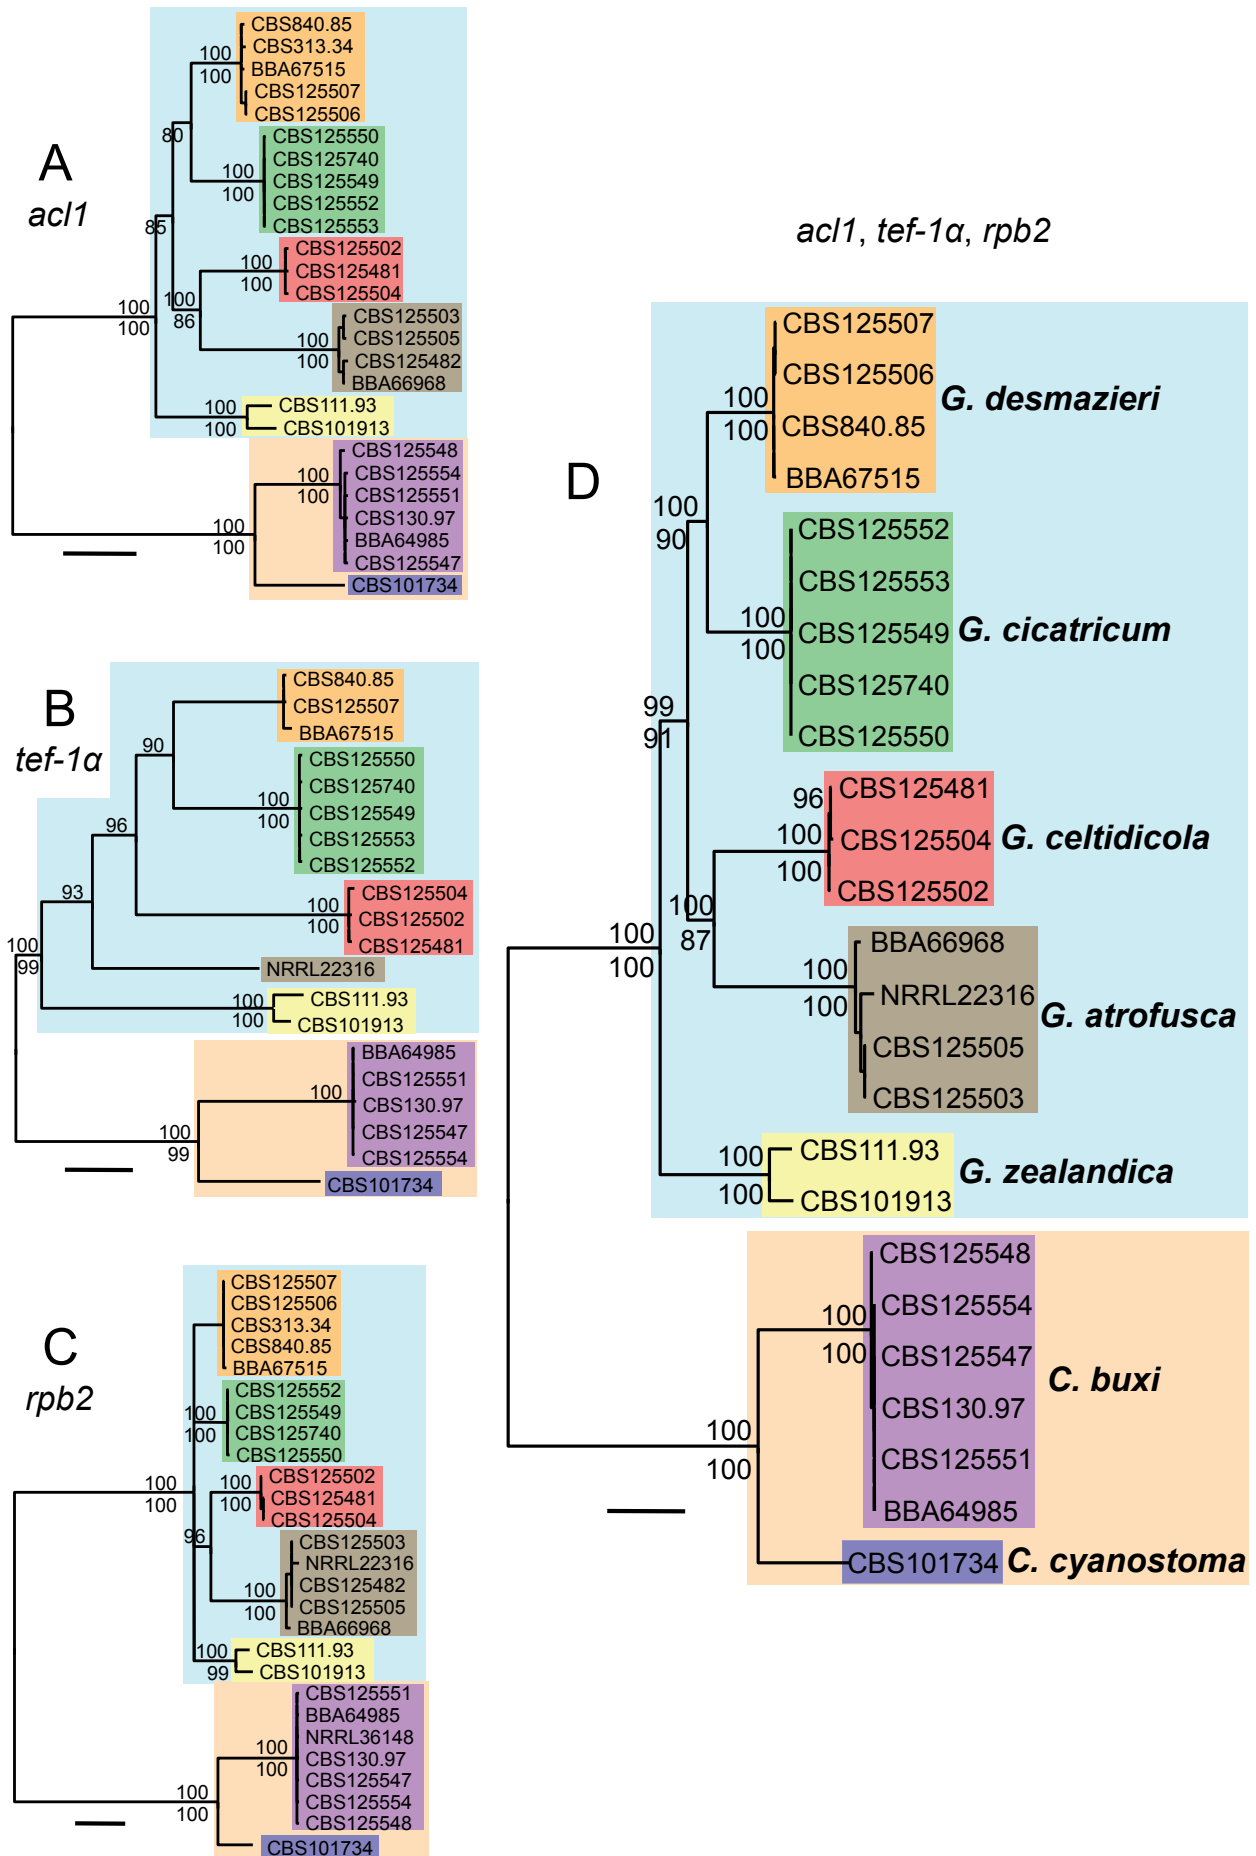 A
acl1
CBS840.85
CBS313.34
BBA67515
CBS125507
CBS125506
100
100
80
CBS125550
CBS125740
CBS125549
CBS125552
CBS125553
100
100
85
CBS125502
CBS125481
CBS125504
100
100
100
86
CBS125503
CBS125505
CBS125482
BBA66968
100
100
100
100
CBS111.93
CBS101913
100
100
CBS125548
CBS125554
CBS125551
CBS130.97
BBA64985
CBS125547
100
100
100
100
CBS101734
B
tef-1α
CBS840.85
CBS125507
BBA67515
90
CBS125550
CBS125740
CBS125549
CBS125553
CBS125552
100
100
96
CBS125504
CBS125502
CBS125481
100
100
93
NRRL22316
100
99
CBS111.93
CBS101913
100
100
BBA64985
CBS125551
CBS130.97
CBS125547
CBS125554
100
100
99
CBS101734
C
rpb2
CBS125507
CBS125506
CBS313.34
CBS840.85
BBA67515
CBS125552
CBS125549
CBS125740
CBS125550
100
100
CBS125502
CBS125481
CBS125504
100
100
100
100
96
CBS125503
NRRL22316
CBS125482
CBS125505
BBA66968
100
100
CBS111.93
CBS101913
100
99
CBS125551
BBA64985
NRRL36148
CBS130.97
CBS125547
CBS125554
CBS125548
100
100
100
100
CBS101734
acl1, tef-1α, rpb2
D
CBS125507
CBS125506
CBS840.85
BBA67515
G. desmazieri
100
100
100
90
CBS125552
CBS125553
CBS125549
CBS125740
CBS125550
G. cicatricum
100
100
99
91
CBS125481
CBS125504
CBS125502
G. celtidicola
96
100
100
100
87
BBA66968
NRRL22316
CBS125505
CBS125503
G. atrofusca
100
100
100
100
CBS111.93
CBS101913
G. zealandica
100
100
CBS125548
CBS125554
CBS125547
CBS130.97
CBS125551
BBA64985
C. buxi
100
100
100
100
CBS101734
C. cyanostoma